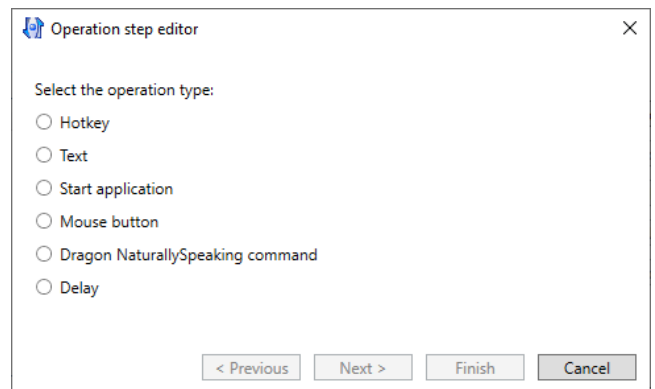 Operation step editor
Select the operation type:
Hotkey
Text
Start application
Mouse button
Dragon NaturallySpeaking command
Delay
< Previous Next > Finish Cancel